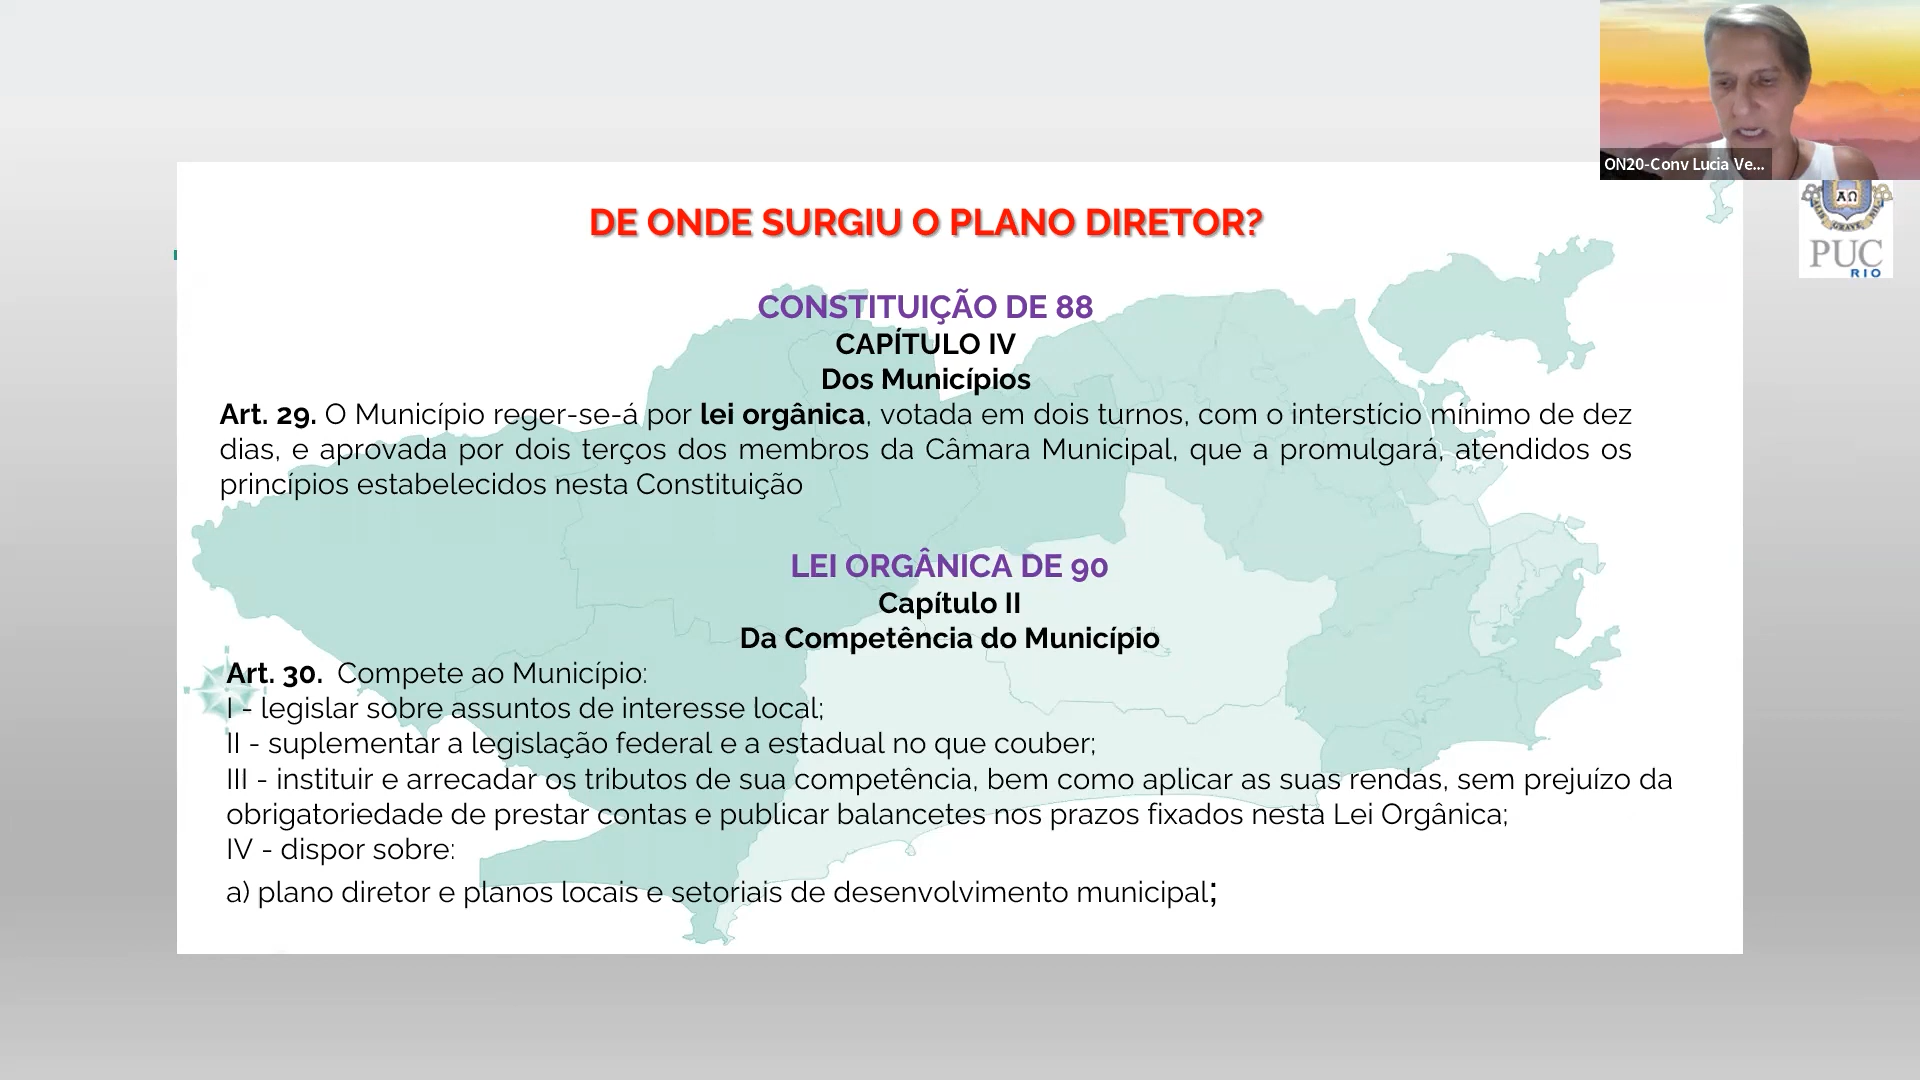 ON20-Conv Lucia Ve...
ΑΩ
PUC
RIO
DE ONDE SURGIU O PLANO DIRETOR?
CONSTITUIÇÃO DE 88
CAPÍTULO IV
Dos Municípios
Art. 29. O Município reger-se-á por lei orgânica, votada em dois turnos, com o interstício mínimo de dez
dias, e aprovada por dois terços dos membros da Câmara Municipal, que a promulgará, atendidos os
princípios estabelecidos nesta Constituição
LEI ORGÂNICA DE 90
Capítulo II
Da Competência do Município
Art. 30. Compete ao Município:
I - legislar sobre assuntos de interesse local;
II - suplementar a legislação federal e a estadual no que couber;
III - instituir e arrecadar os tributos de sua competência, bem como aplicar as suas rendas, sem prejuízo da
obrigatoriedade de prestar contas e publicar balancetes nos prazos fixados nesta Lei Orgânica;
IV - dispor sobre:
a) plano diretor e planos locais e setoriais de desenvolvimento municipal;